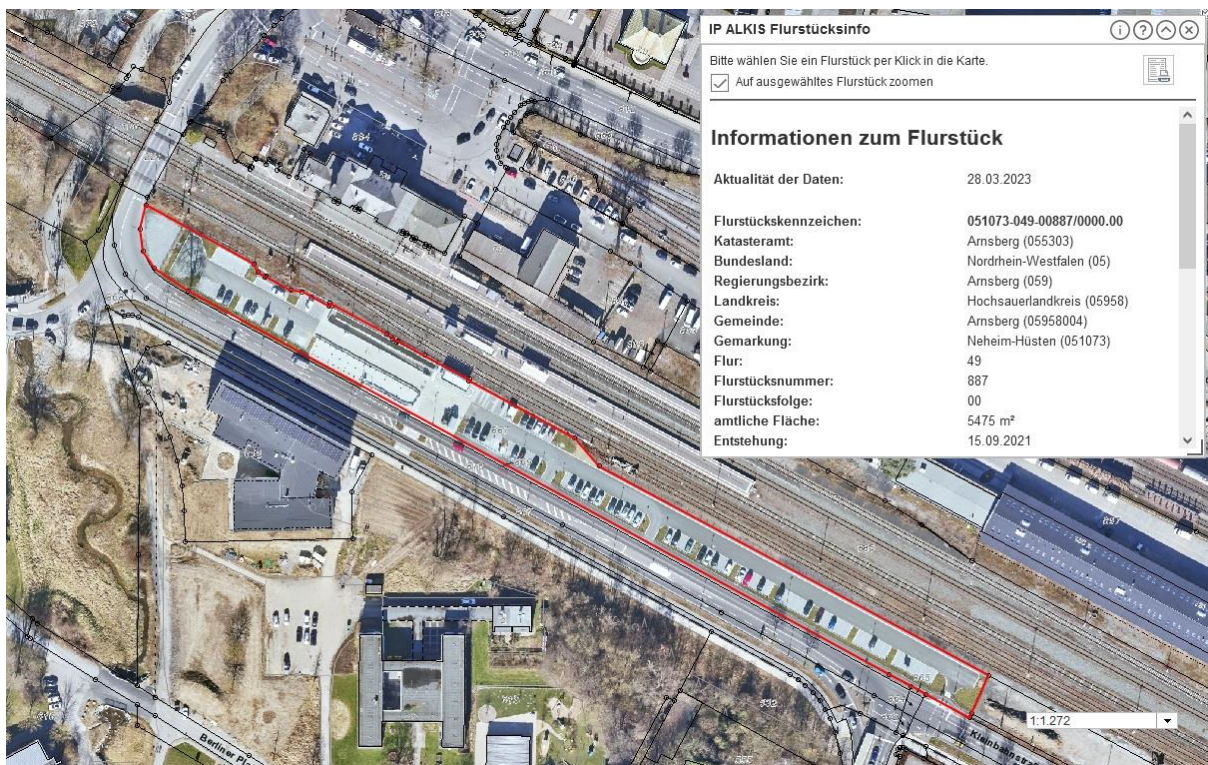 IP ALKIS Flurstücksinfo
Bitte wählen Sie ein Flurstück per Klick in die Karte.
Auf ausgewähltes Flurstück zoomen
Informationen zum Flurstück
Aktualität der Daten: 28.03.2023
Flurstückskennzeichen: 051073-049-00887/0000.00
Katasteramt: Arnsberg (055303)
Bundesland: Nordrhein-Westfalen (05)
Regierungsbezirk: Arnsberg (059)
Landkreis: Hochsauerlandkreis (05958)
Gemeinde: Arnsberg (05958004)
Gemarkung: Neheim-Hüsten (051073)
Flur: 49
Flurstücksnummer: 887
Flurstücksfolge: 00
amtliche Fläche: 5475 m²
Entstehung: 15.09.2021
1:1.272
Kleinbahnstra
Berliner Pl